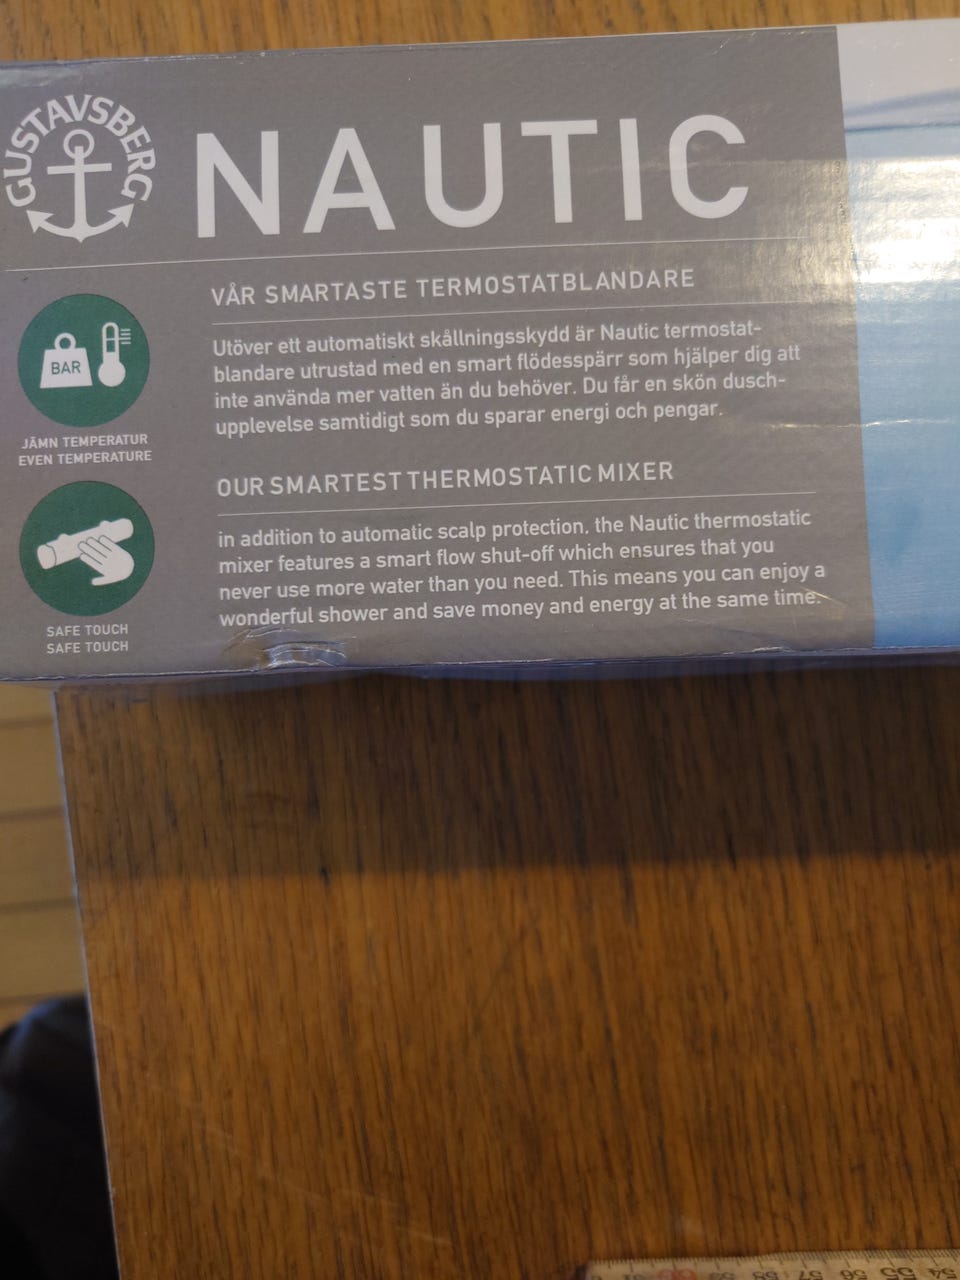 GUSTAVSBERG
NAUTIC
VÅR SMARTASTE TERMOSTATBLANDARE
Utöver ett automatiskt skållningsskydd är Nautic termostat-
blandare utrustad med en smart flödesspärr som hjälper dig att
inte använda mer vatten än du behöver. Du får en skön dusch-
upplevelse samtidigt som du sparar energi och pengar.
BAR
JÄMN TEMPERATUR
EVEN TEMPERATURE
OUR SMARTEST THERMOSTATIC MIXER
in addition to automatic scalp protection, the Nautic thermostatic
mixer features a smart flow shut-off which ensures that you
never use more water than you need. This means you can enjoy a
wonderful shower and save money and energy at the same time.
SAFE TOUCH
SAFE TOUCH
57 56 55 54